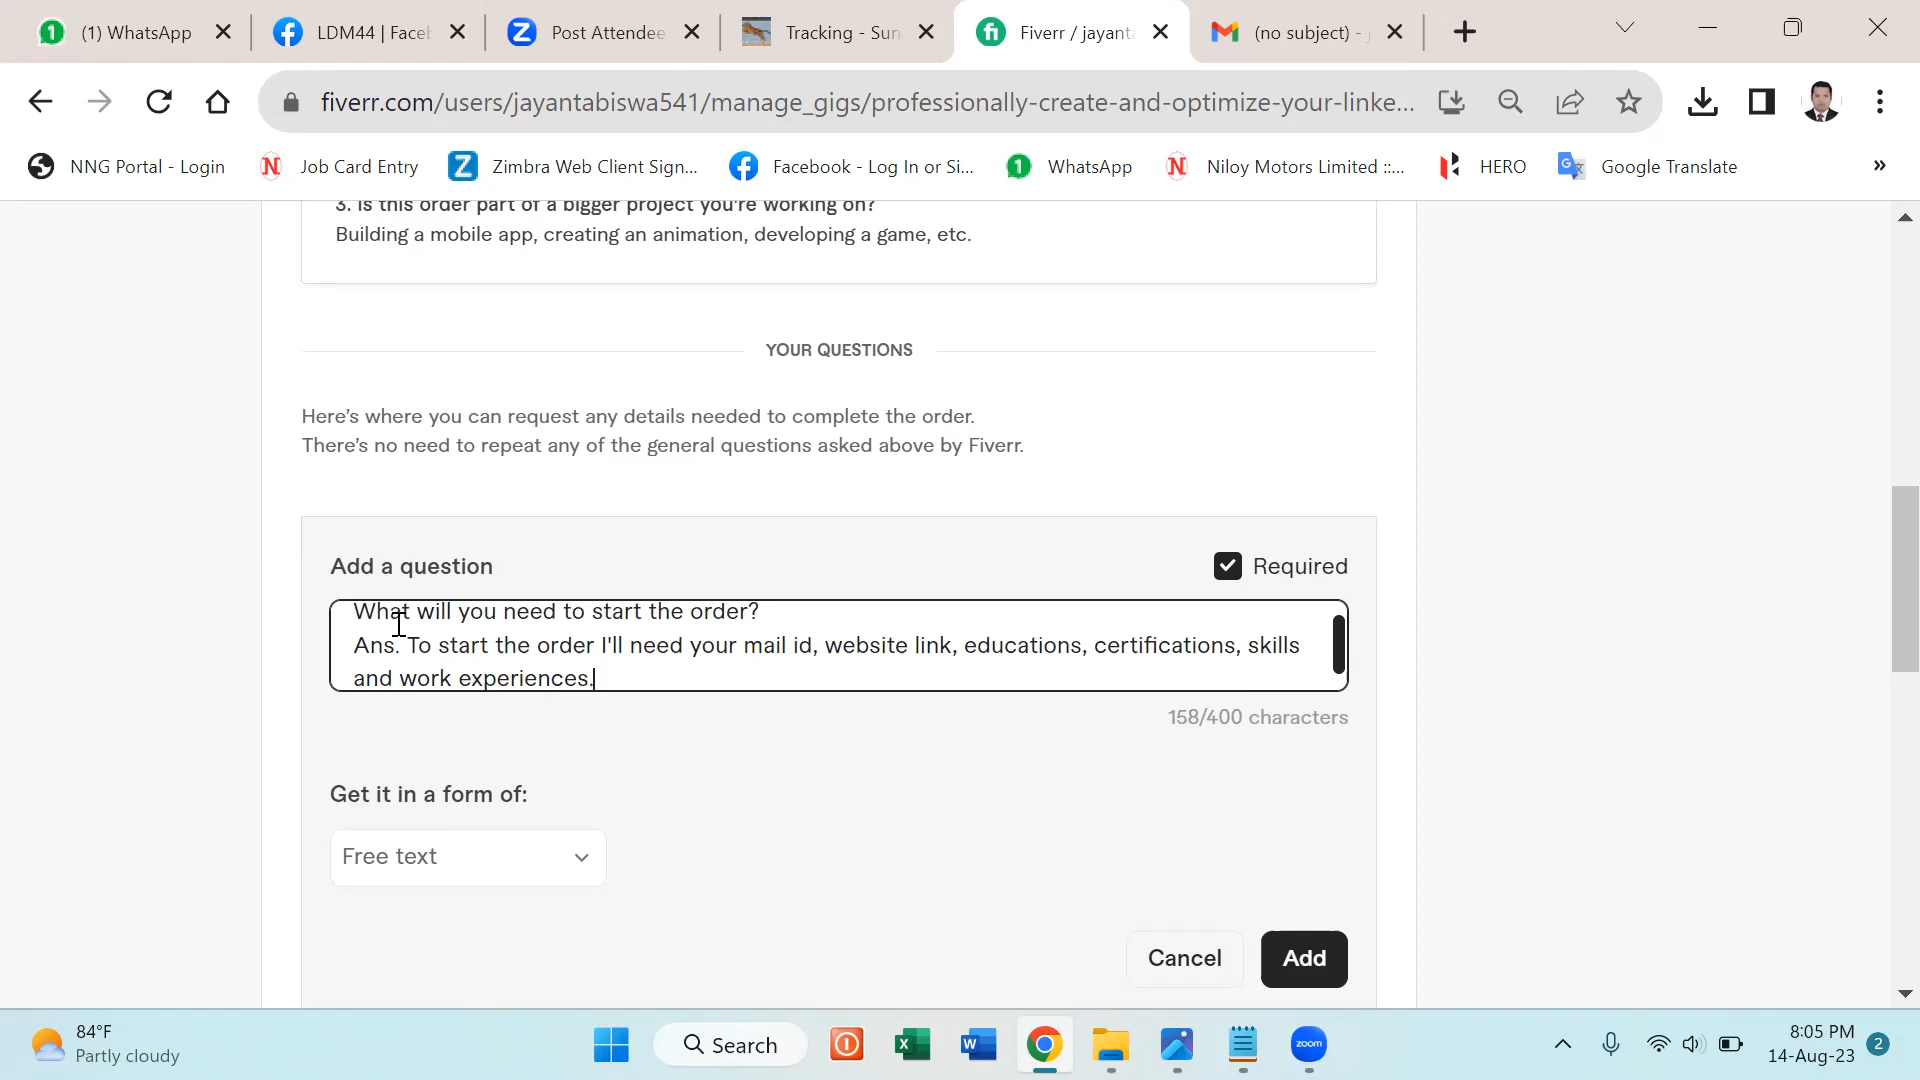 (1) WhatsApp
LDM44 | Faceb
Post Attendee
Tracking - Sun
Fiverr / jayanta
(no subject) - j
fiverr.com/users/jayantabiswa541/manage_gigs/professionally-create-and-optimize-your-linke...
NNG Portal - Login
Job Card Entry
Zimbra Web Client Sign...
Facebook - Log In or Si...
WhatsApp
Niloy Motors Limited ::...
HERO
Google Translate
»
3. Is this order part of a bigger project you're working on?
Building a mobile app, creating an animation, developing a game, etc.
YOUR QUESTIONS
Here's where you can request any details needed to complete the order.
There's no need to repeat any of the general questions asked above by Fiverr.
Add a question
Required
What will you need to start the order?
Ans. To start the order I'll need your mail id, website link, educations, certifications, skills
and work experiences.
158/400 characters
Get it in a form of:
Free text
Cancel
Add
84°F
Partly cloudy
Search
zoom
8:05 PM
14-Aug-23
2